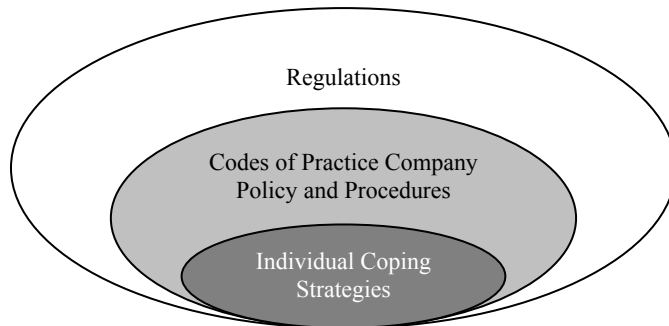 Regulations
Codes of Practice Company
Policy and Procedures
Individual Coping
Strategies